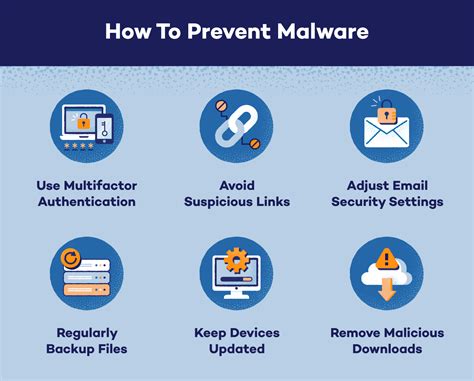 How To Prevent Malware
Use Multifactor
Authentication
Avoid
Suspicious Links
Adjust Email
Security Settings
Regularly
Backup Files
Keep Devices
Updated
Remove Malicious
Downloads